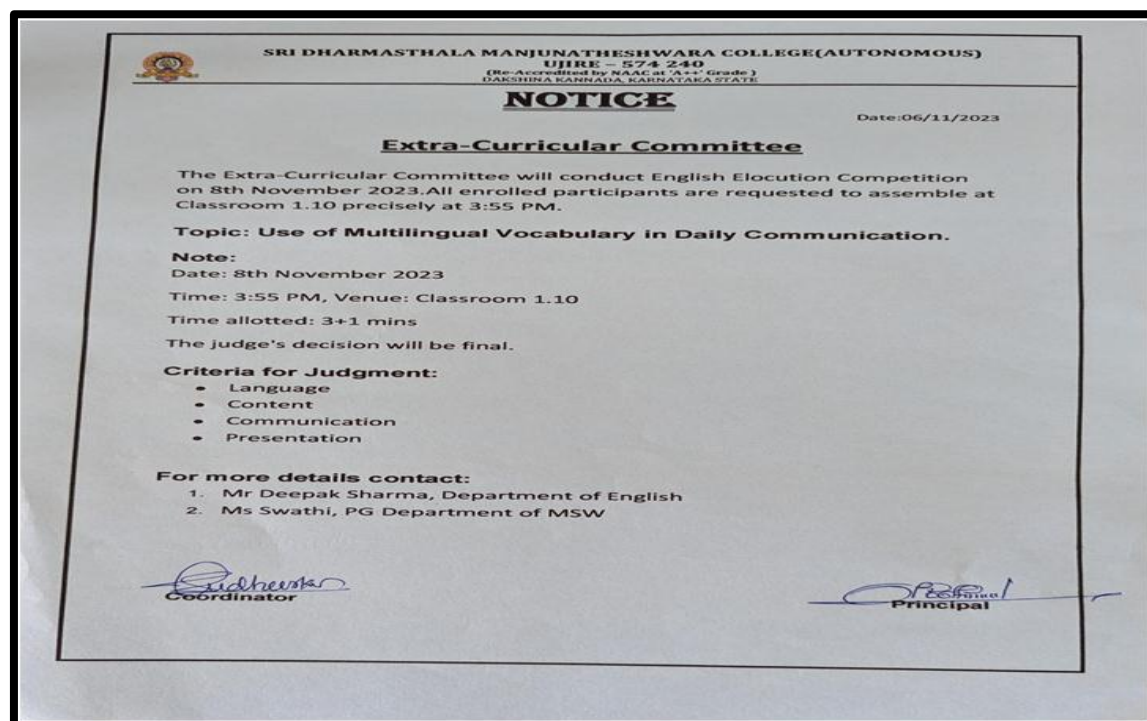 SRI DHARMASTHALA MANJUNATHESHWARA COLLEGE(AUTONOMOUS)
UJIRE – 574 240
(Re-Accredited by NAAC at 'A++' Grade )
DAKSHINA KANNADA, KARNATAKA STATE
NOTICE
Date:06/11/2023
Extra-Curricular Committee
The Extra-Curricular Committee will conduct English Elocution Competition
on 8th November 2023.All enrolled participants are requested to assemble at
Classroom 1.10 precisely at 3:55 PM.
Topic: Use of Multilingual Vocabulary in Daily Communication.
Note:
Date: 8th November 2023
Time: 3:55 PM, Venue: Classroom 1.10
Time allotted: 3+1 mins
The judge's decision will be final.
Criteria for Judgment:
• Language
• Content
• Communication
• Presentation
For more details contact:
1. Mr Deepak Sharma, Department of English
2. Ms Swathi, PG Department of MSW
Coordinator
Principal